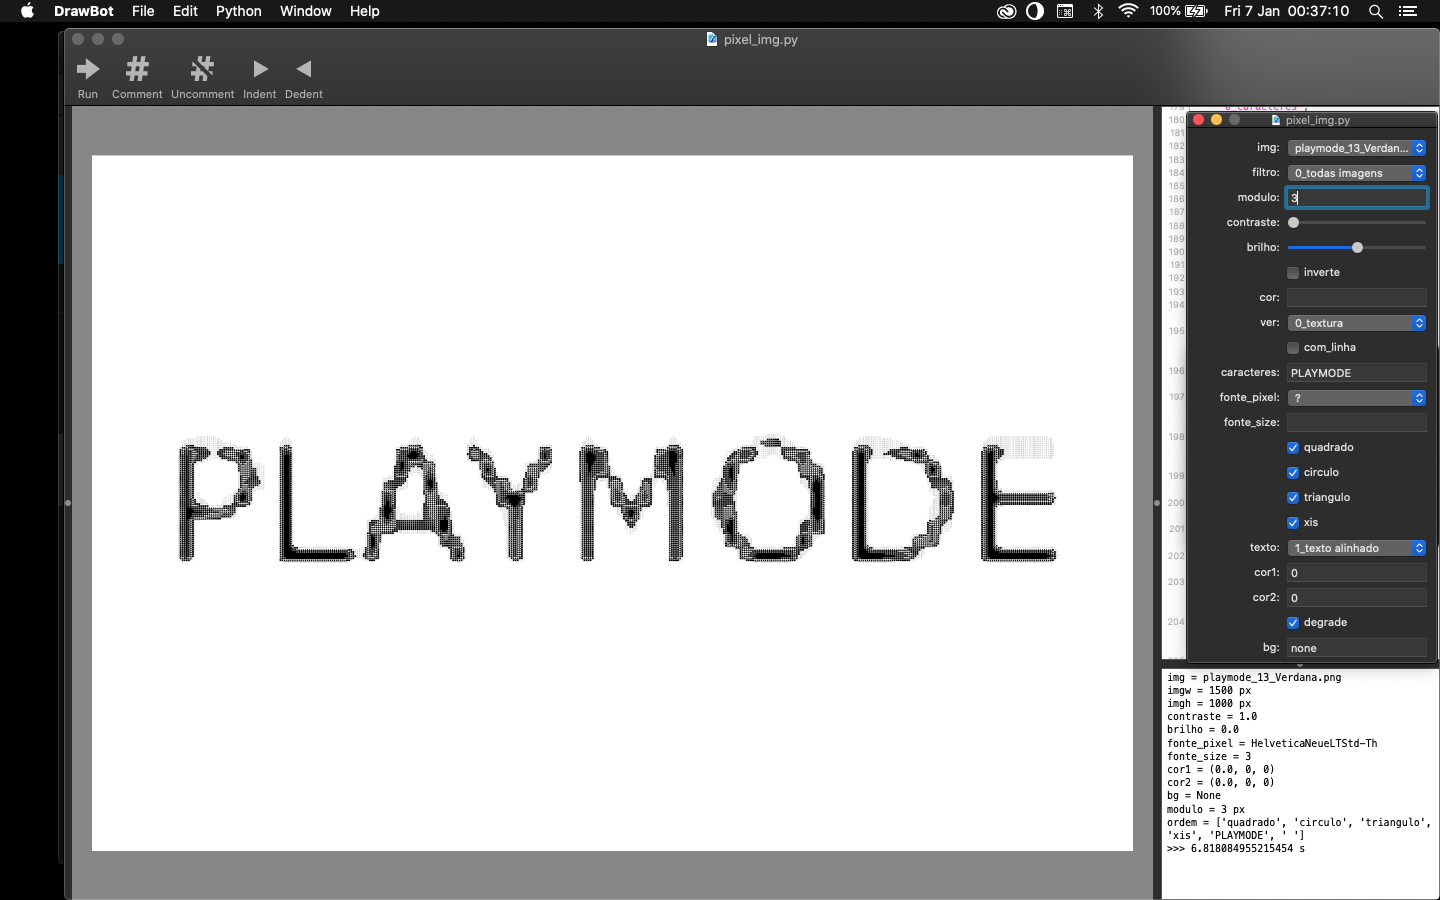 DrawBot File Edit Python Window Help 100% Fri 7 Jan 00:37:10
pixel_img.py
Run Comment Uncomment Indent Dedent
PLAYMODE
180
181
182
183
184
185
186
187
188
189
190
191
192
193
194
195
196
197
198
199
200
201
202
203
204
pixel_img.py
img: playmode_13_Verdan...
filtro: 0_todas imagens
modulo: 3
contraste:
brilho:
inverte
cor:
ver: 0_textura
com_linha
caracteres: PLAYMODE
fonte_pixel: ?
fonte_size:
quadrado
circulo
triangulo
xis
texto: 1_texto alinhado
cor1: 0
cor2: 0
degrade
bg: none
img = playmode_13_Verdana.png
imgw = 1500 px
imgh = 1000 px
contraste = 1.0
brilho = 0.0
fonte_pixel = HelveticaNeueLTStd-Th
fonte_size = 3
cor1 = (0.0, 0, 0)
cor2 = (0.0, 0, 0)
bg = None
modulo = 3 px
ordem = ['quadrado', 'circulo', 'triangulo',
'xis', 'PLAYMODE', ' ']
>>> 6.818084955215454 s